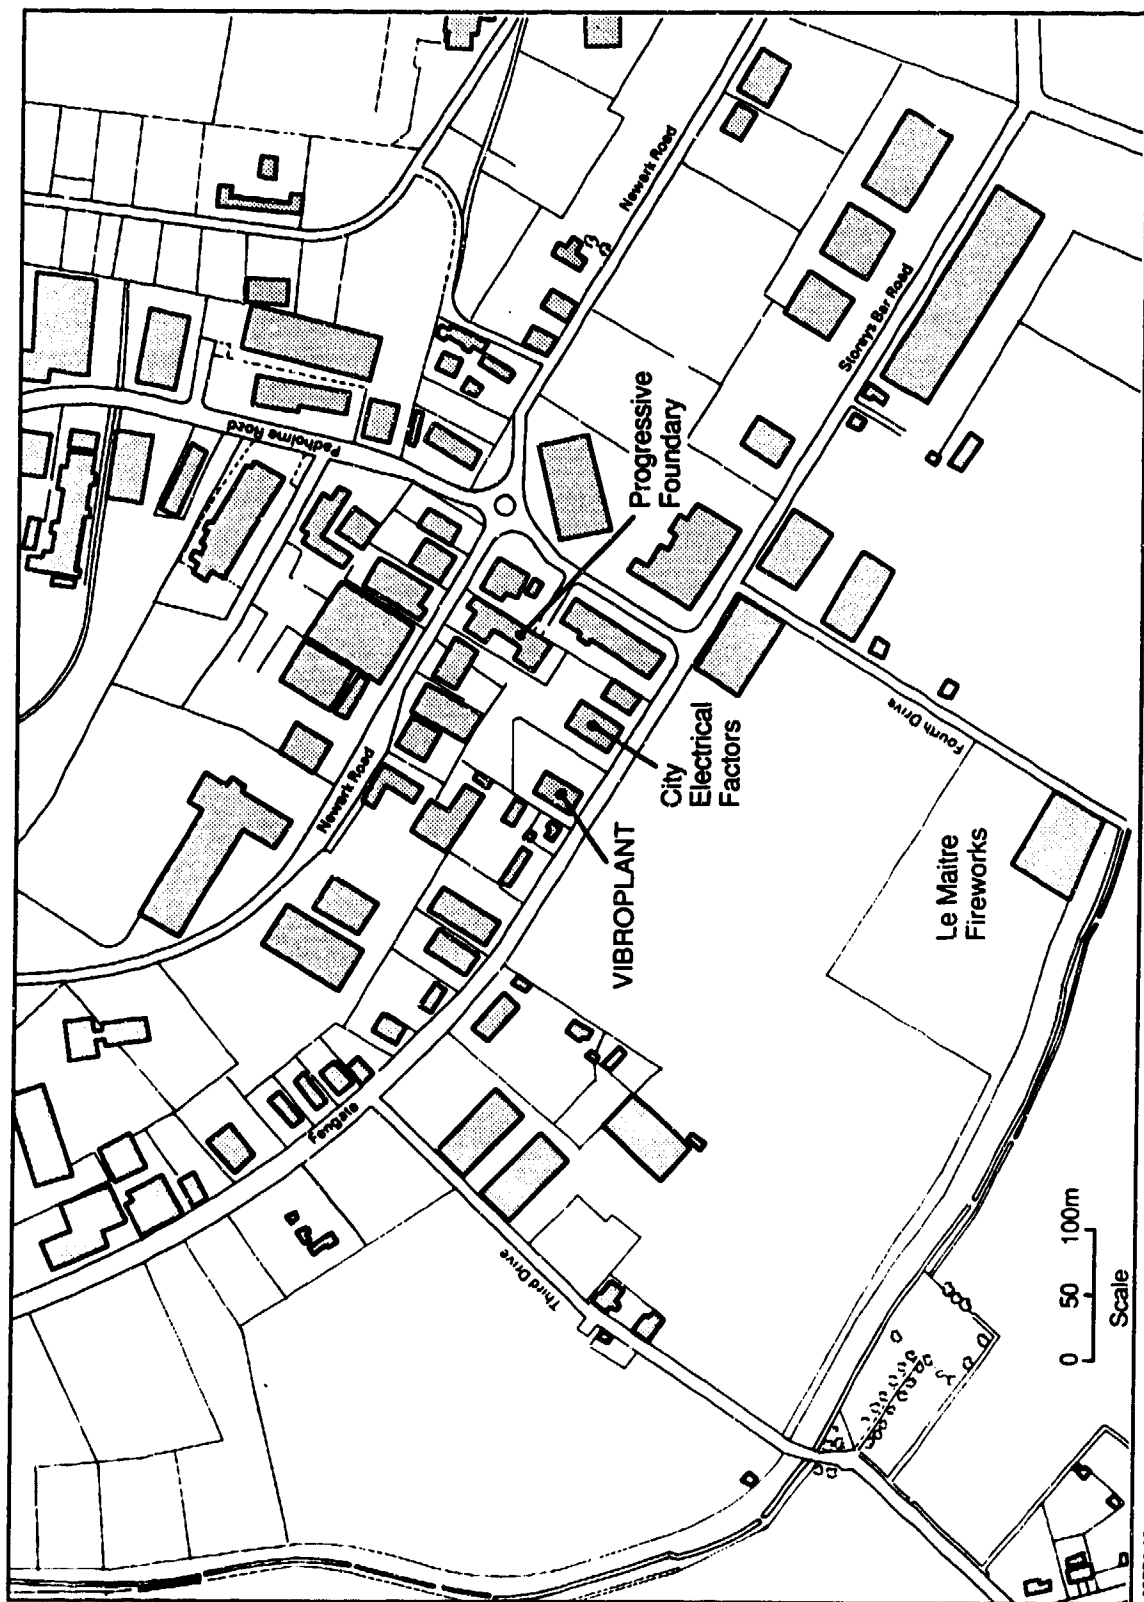 Newark Road
Storeys Bar Road
Padholme Road
Progressive
Foundary
Newark Road
City
Electrical
Factors
VIBROPLANT
Fourth Drive
Le Maitre
Fireworks
Fengate
Third Drive
0 50 100m
Scale